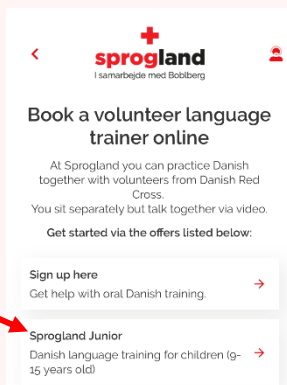 sprogland
I samarbejde med Boblberg
Book a volunteer language
trainer online
At Sprogland you can practice Danish
together with volunteers from Danish Red
Cross.
You sit separately but talk together via video.
Get started via the offers listed below:
Sign up here
Get help with oral Danish training.
Sprogland Junior
Danish language training for children (9-
15 years old)